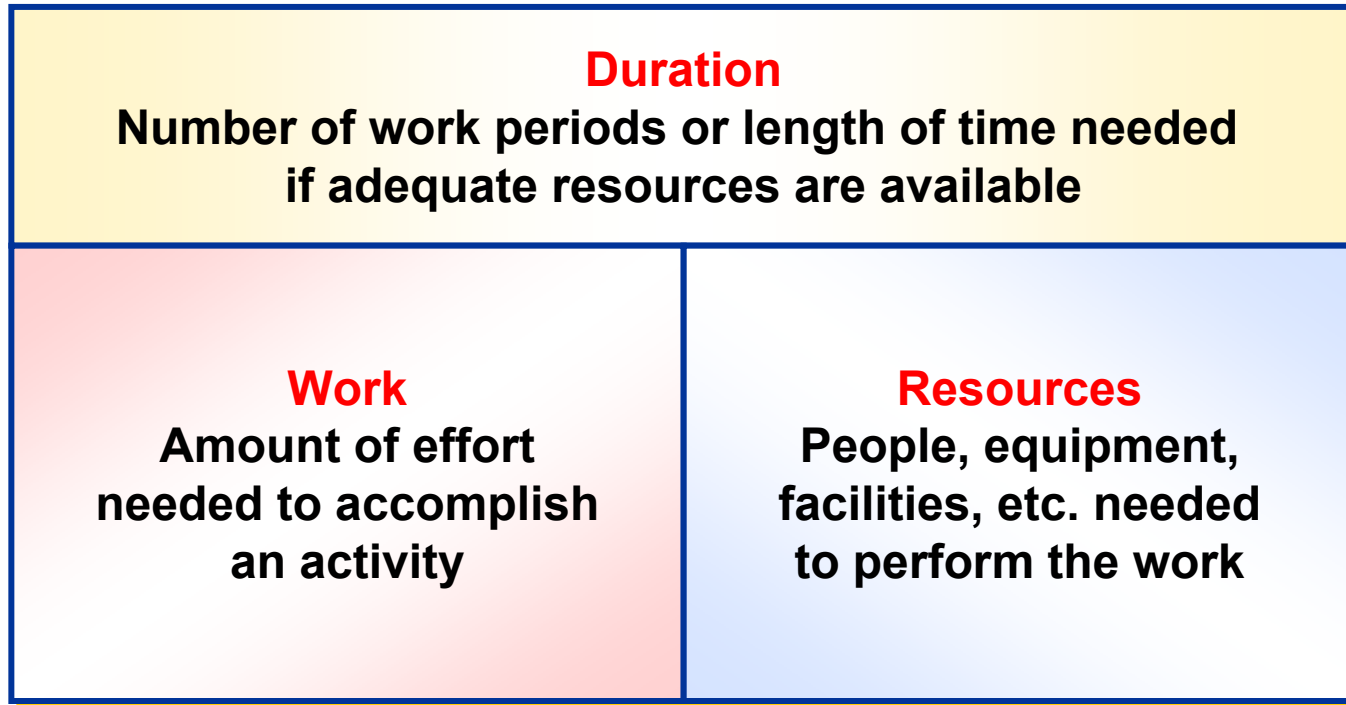 Duration
Number of work periods or length of time needed
if adequate resources are available
Work
Amount of effort
needed to accomplish
an activity
Resources
People, equipment,
facilities, etc. needed
to perform the work